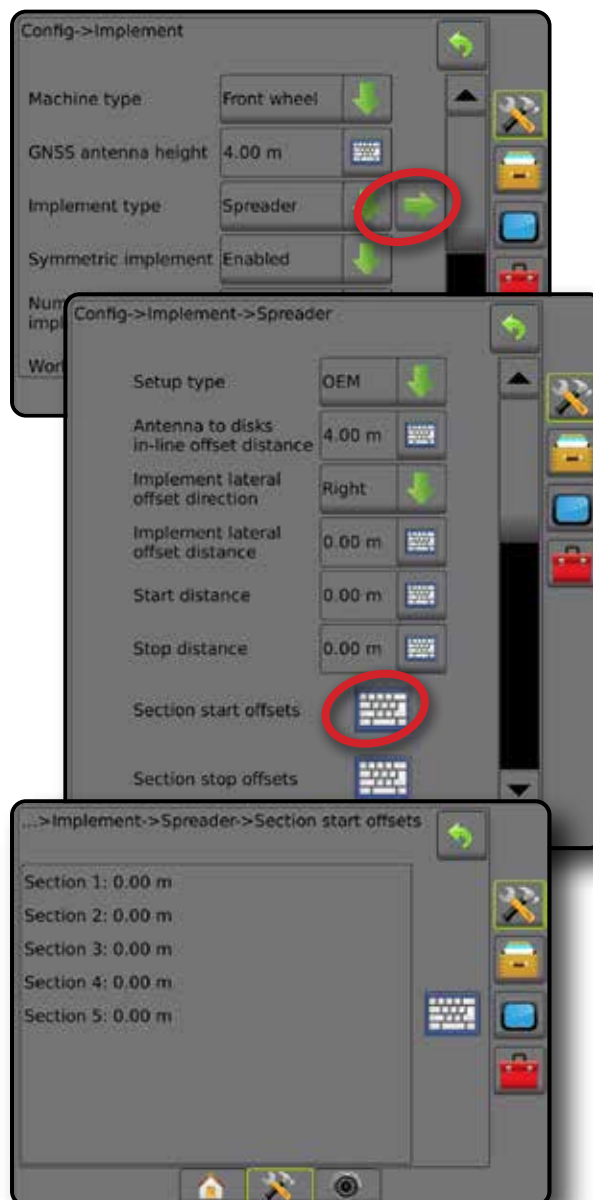 Config->Implement
Machine type Front wheel
GNSS antenna height 4.00 m
Implement type Spreader
Symmetric implement Enabled
Config->Implement->Spreader
Setup type OEM
Antenna to disks
in-line offset distance 4.00 m
Implement lateral
offset direction Right
Implement lateral
offset distance 0.00 m
Start distance 0.00 m
Stop distance 0.00 m
Section start offsets
Section stop offsets
...>Implement->Spreader->Section start offsets
Section 1: 0.00 m
Section 2: 0.00 m
Section 3: 0.00 m
Section 4: 0.00 m
Section 5: 0.00 m